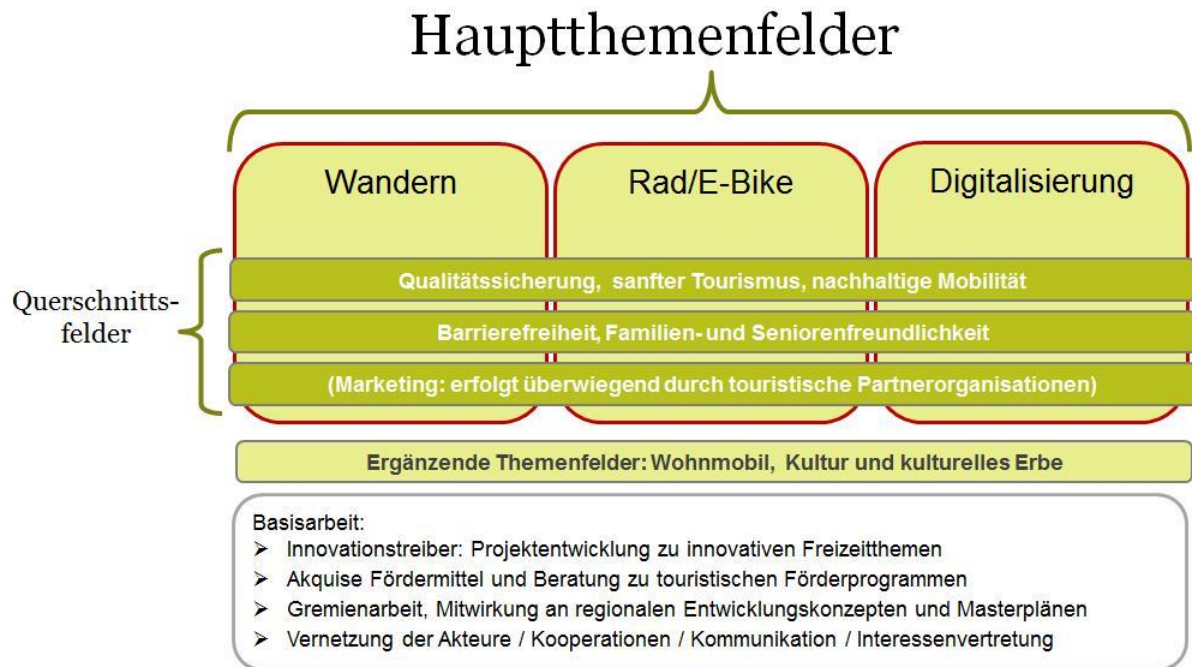 Hauptthemenfelder
Wandern
Rad/E-Bike
Digitalisierung
Querschnitts-
felder
Qualitätssicherung, sanfter Tourismus, nachhaltige Mobilität
Barrierefreiheit, Familien- und Seniorenfreundlichkeit
(Marketing: erfolgt überwiegend durch touristische Partnerorganisationen)
Ergänzende Themenfelder: Wohnmobil, Kultur und kulturelles Erbe
Basisarbeit:
➢ Innovationstreiber: Projektentwicklung zu innovativen Freizeitthemen
➢ Akquise Fördermittel und Beratung zu touristischen Förderprogrammen
➢ Gremienarbeit, Mitwirkung an regionalen Entwicklungskonzepten und Masterplänen
➢ Vernetzung der Akteure / Kooperationen / Kommunikation / Interessenvertretung